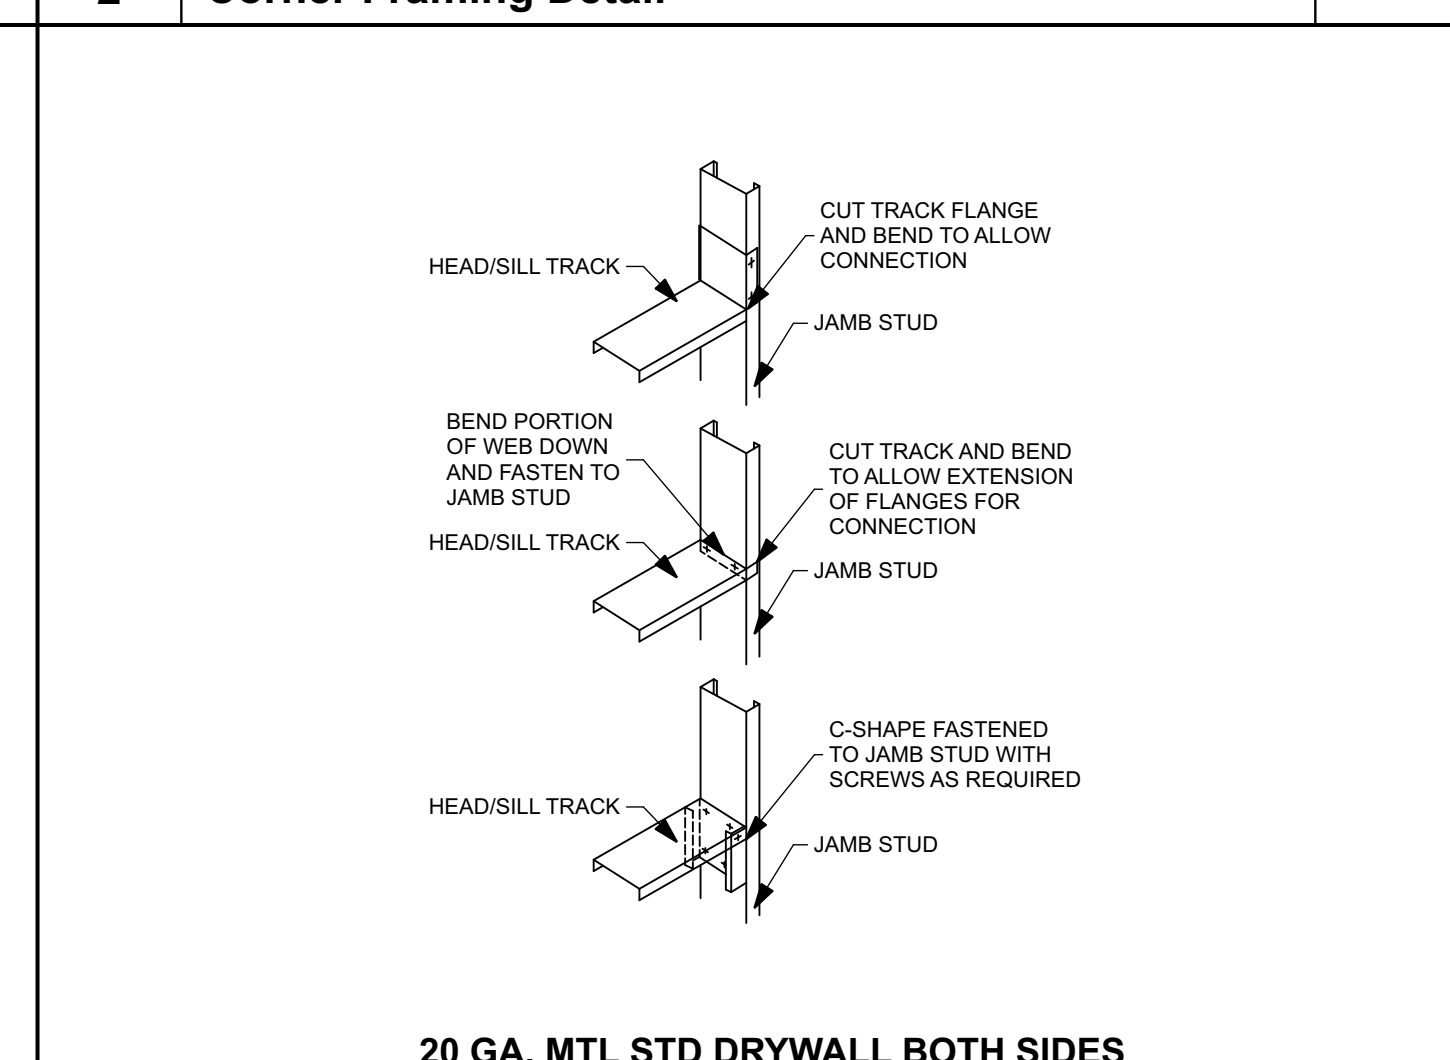 2
Corner Framing Detail
CUT TRACK FLANGE
AND BEND TO ALLOW
CONNECTION
HEAD/SILL TRACK
JAMB STUD
BEND PORTION
OF WEB DOWN
AND FASTEN TO
JAMB STUD
CUT TRACK AND BEND
TO ALLOW EXTENSION
OF FLANGES FOR
CONNECTION
HEAD/SILL TRACK
JAMB STUD
C-SHAPE FASTENED
TO JAMB STUD WITH
SCREWS AS REQUIRED
HEAD/SILL TRACK
JAMB STUD
20 GA. MTL STD DRYWALL BOTH SIDES